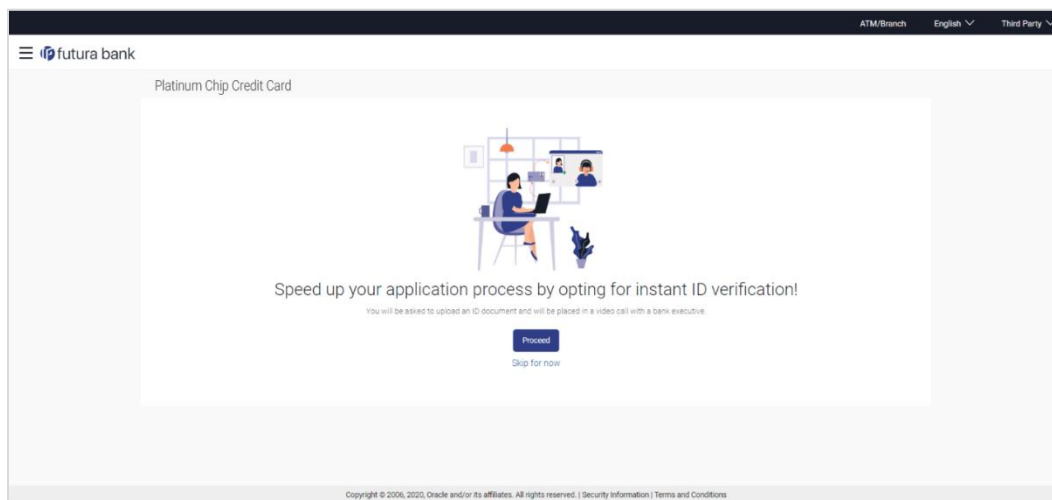 ATM/Branch English Third Party
futura bank
Platinum Chip Credit Card
Speed up your application process by opting for instant ID verification!
You will be asked to upload an ID document and will be placed in a video call with a bank executive.
Proceed
Skip for now
Copyright © 2006, 2020, Oracle and/or its affiliates. All rights reserved. | Security Information | Terms and Conditions